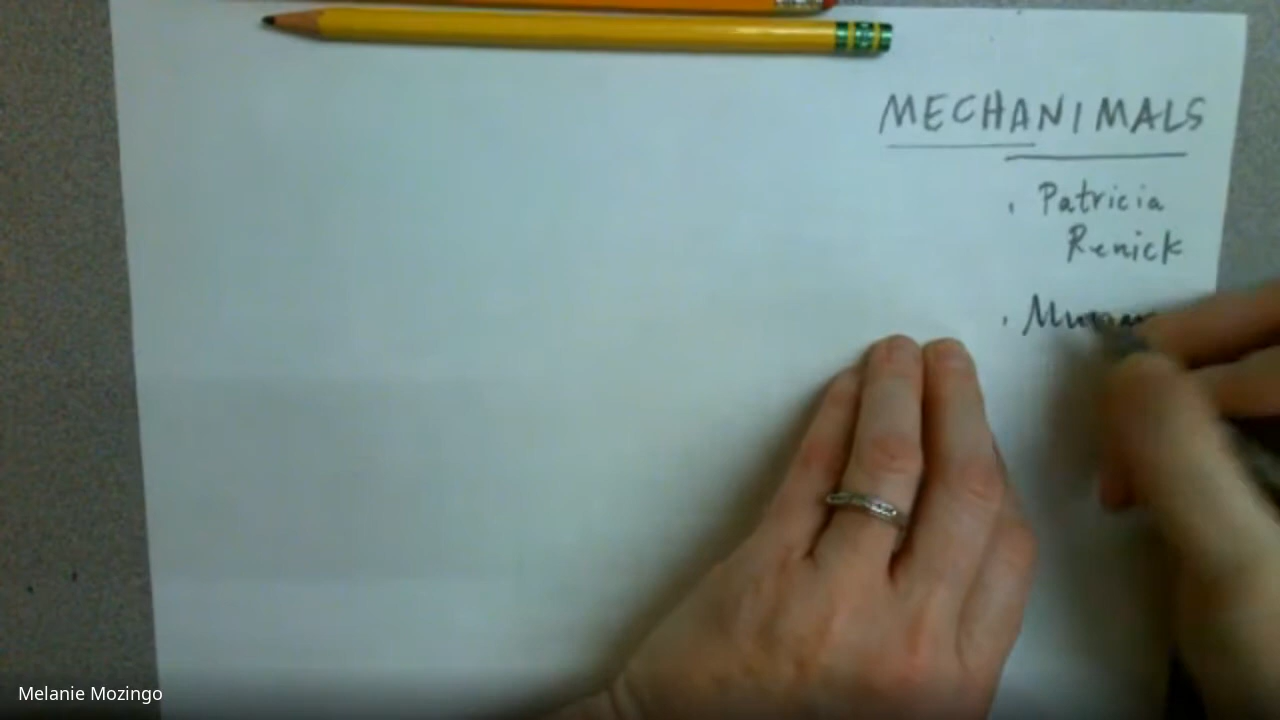 MECHANIMALS
• Patricia
Renick
•
Melanie Mozingo